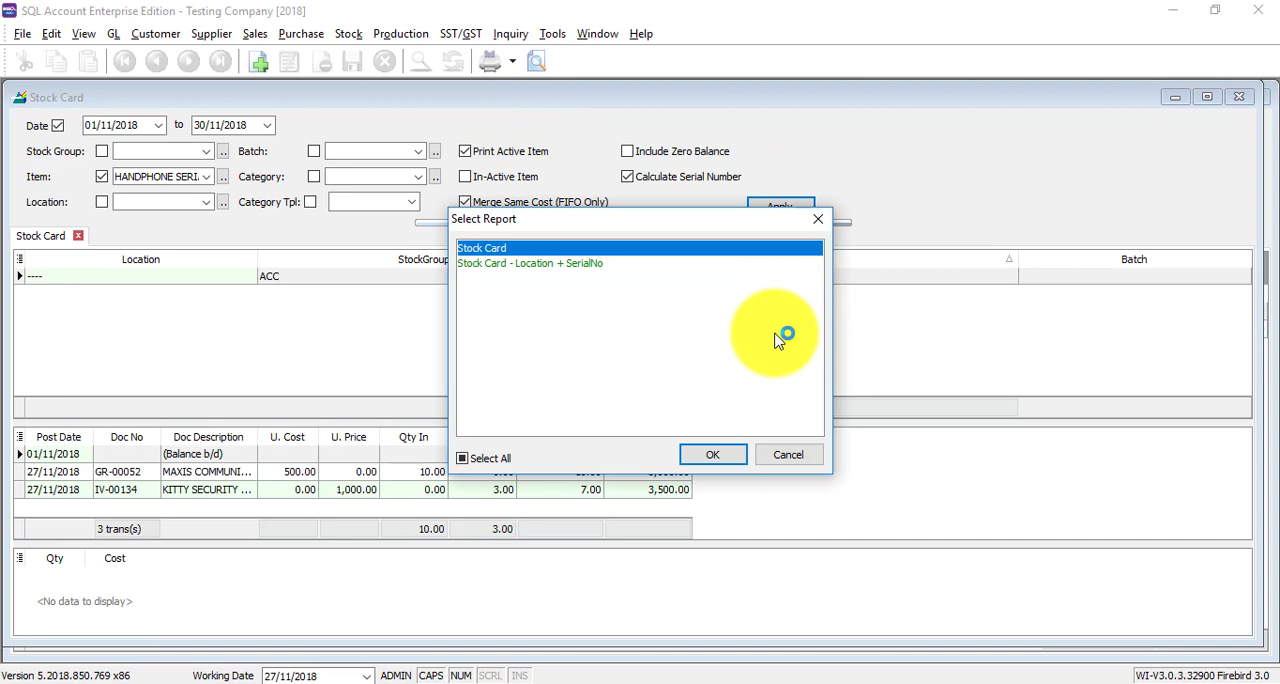 SQL Account Enterprise Edition - Testing Company [2018]
File Edit View GL Customer Supplier Sales Purchase Stock Production SST/GST Inquiry Tools Window Help
Stock Card
Date 01/11/2018 to 30/11/2018
Stock Group: Batch: Print Active Item Include Zero Balance
Item: HANDPHONE SERI. Category: In-Active Item Calculate Serial Number
Location: Category Tpl: Merge Same Cost (FIFO Only) Apply
Select Report
Stock Card
Stock Card
Stock Card - Location + SerialNo
Location StockGroup Batch
---- ACC
Select All OK Cancel
Post Date Doc No Doc Description U. Cost U. Price Qty In
01/11/2018 (Balance b/d)
27/11/2018 GR-00052 MAXIS COMMUNI... 500.00 0.00 10.00
27/11/2018 IV-00134 KITTY SECURITY ... 0.00 1,000.00 0.00 3.00 7.00 3,500.00
3 trans(s) 10.00 3.00
Qty Cost
<No data to display>
Version 5.2018.850.769 x86 Working Date 27/11/2018 ADMIN CAPS NUM SCRL INS WI-V3.0.3.32900 Firebird 3.0